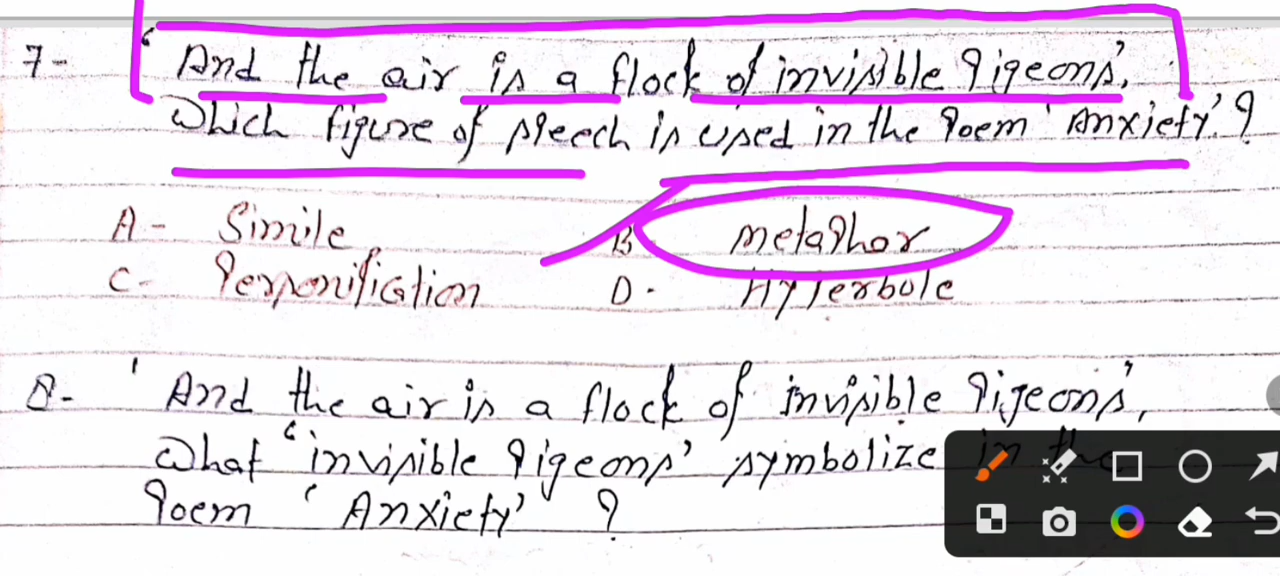 7- 'And the air is a flock of invisible Pigeons',
Which figure of speech is used in the Poem 'Anxiety'?
A - Simile B metaphor
C - Personification D - Hyperbole
8- 'And the air is a flock of invisible Pigeons',
What 'invisible Pigeons' symbolize in the
Poem 'Anxiety' ?